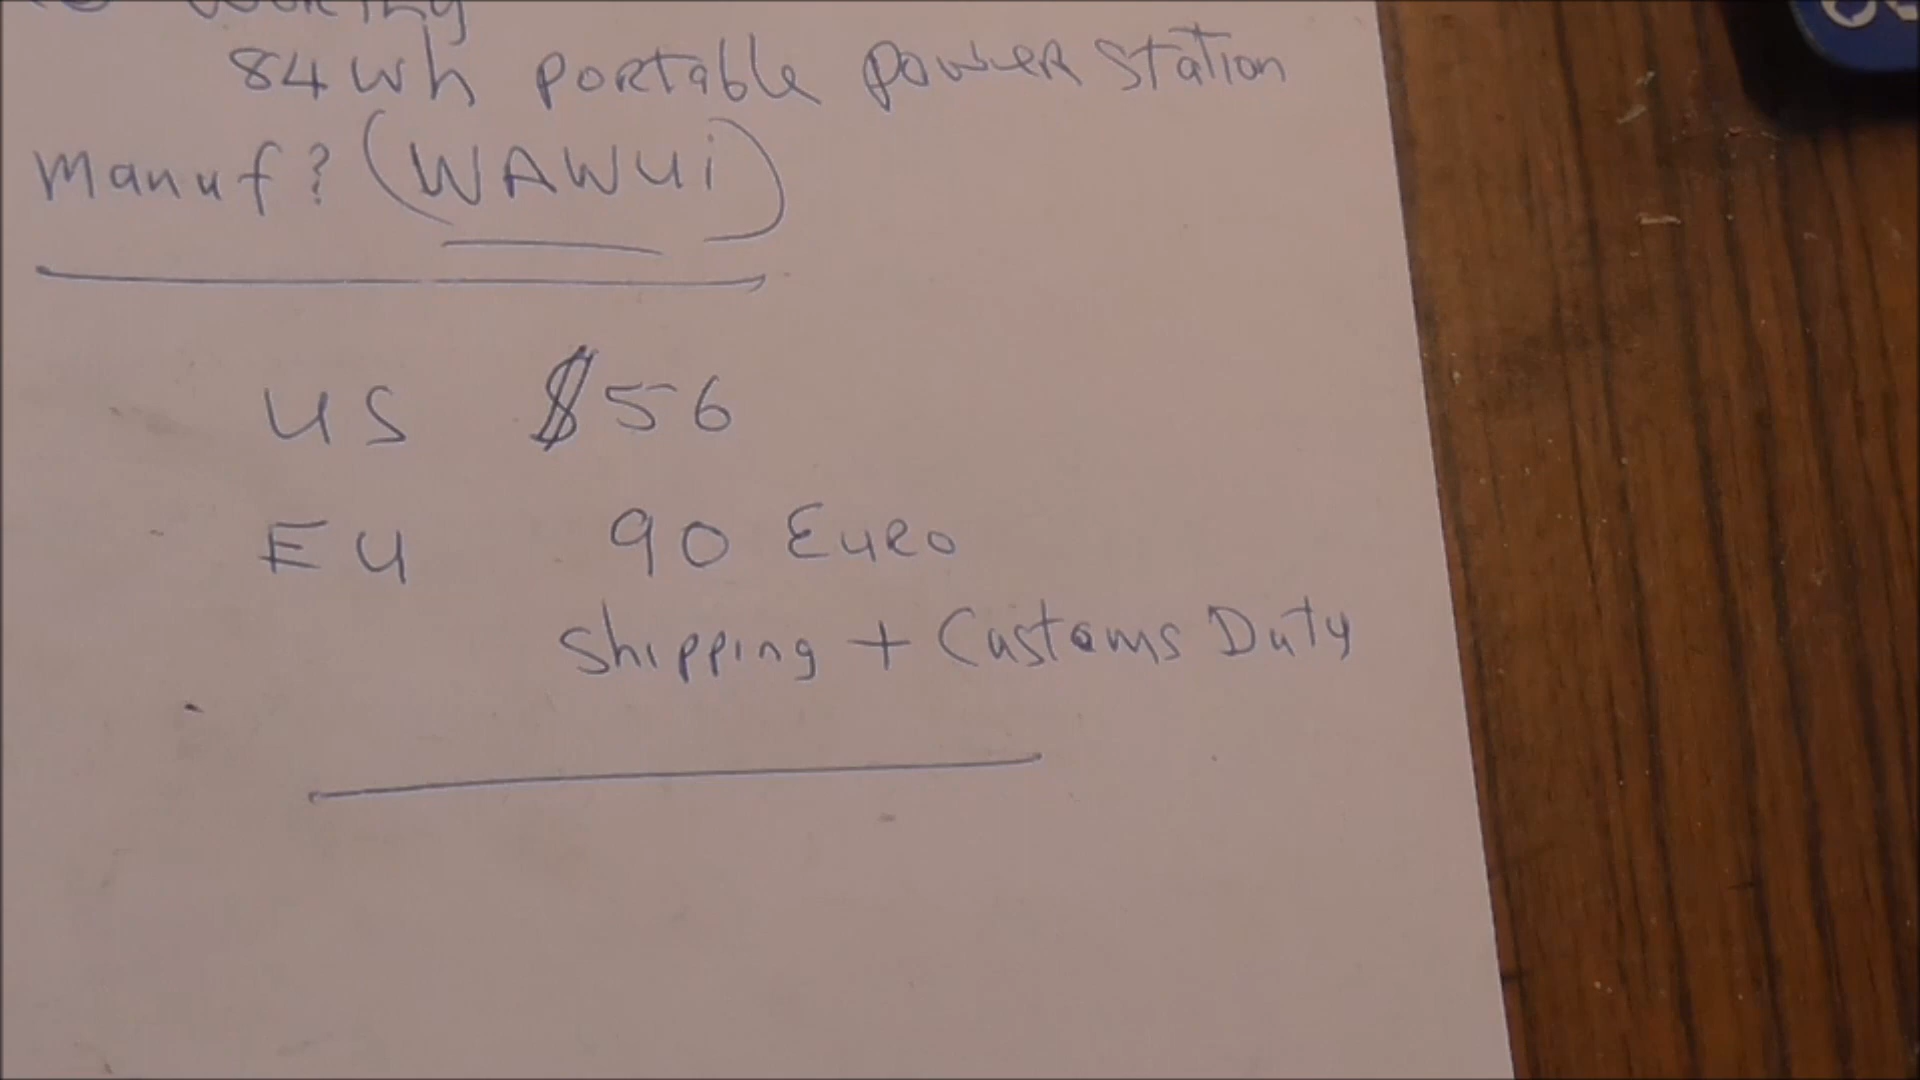 84Wh portable power station
Manuf? (WAWUi)
US $56
EU 90 Euro
Shipping + Customs Duty